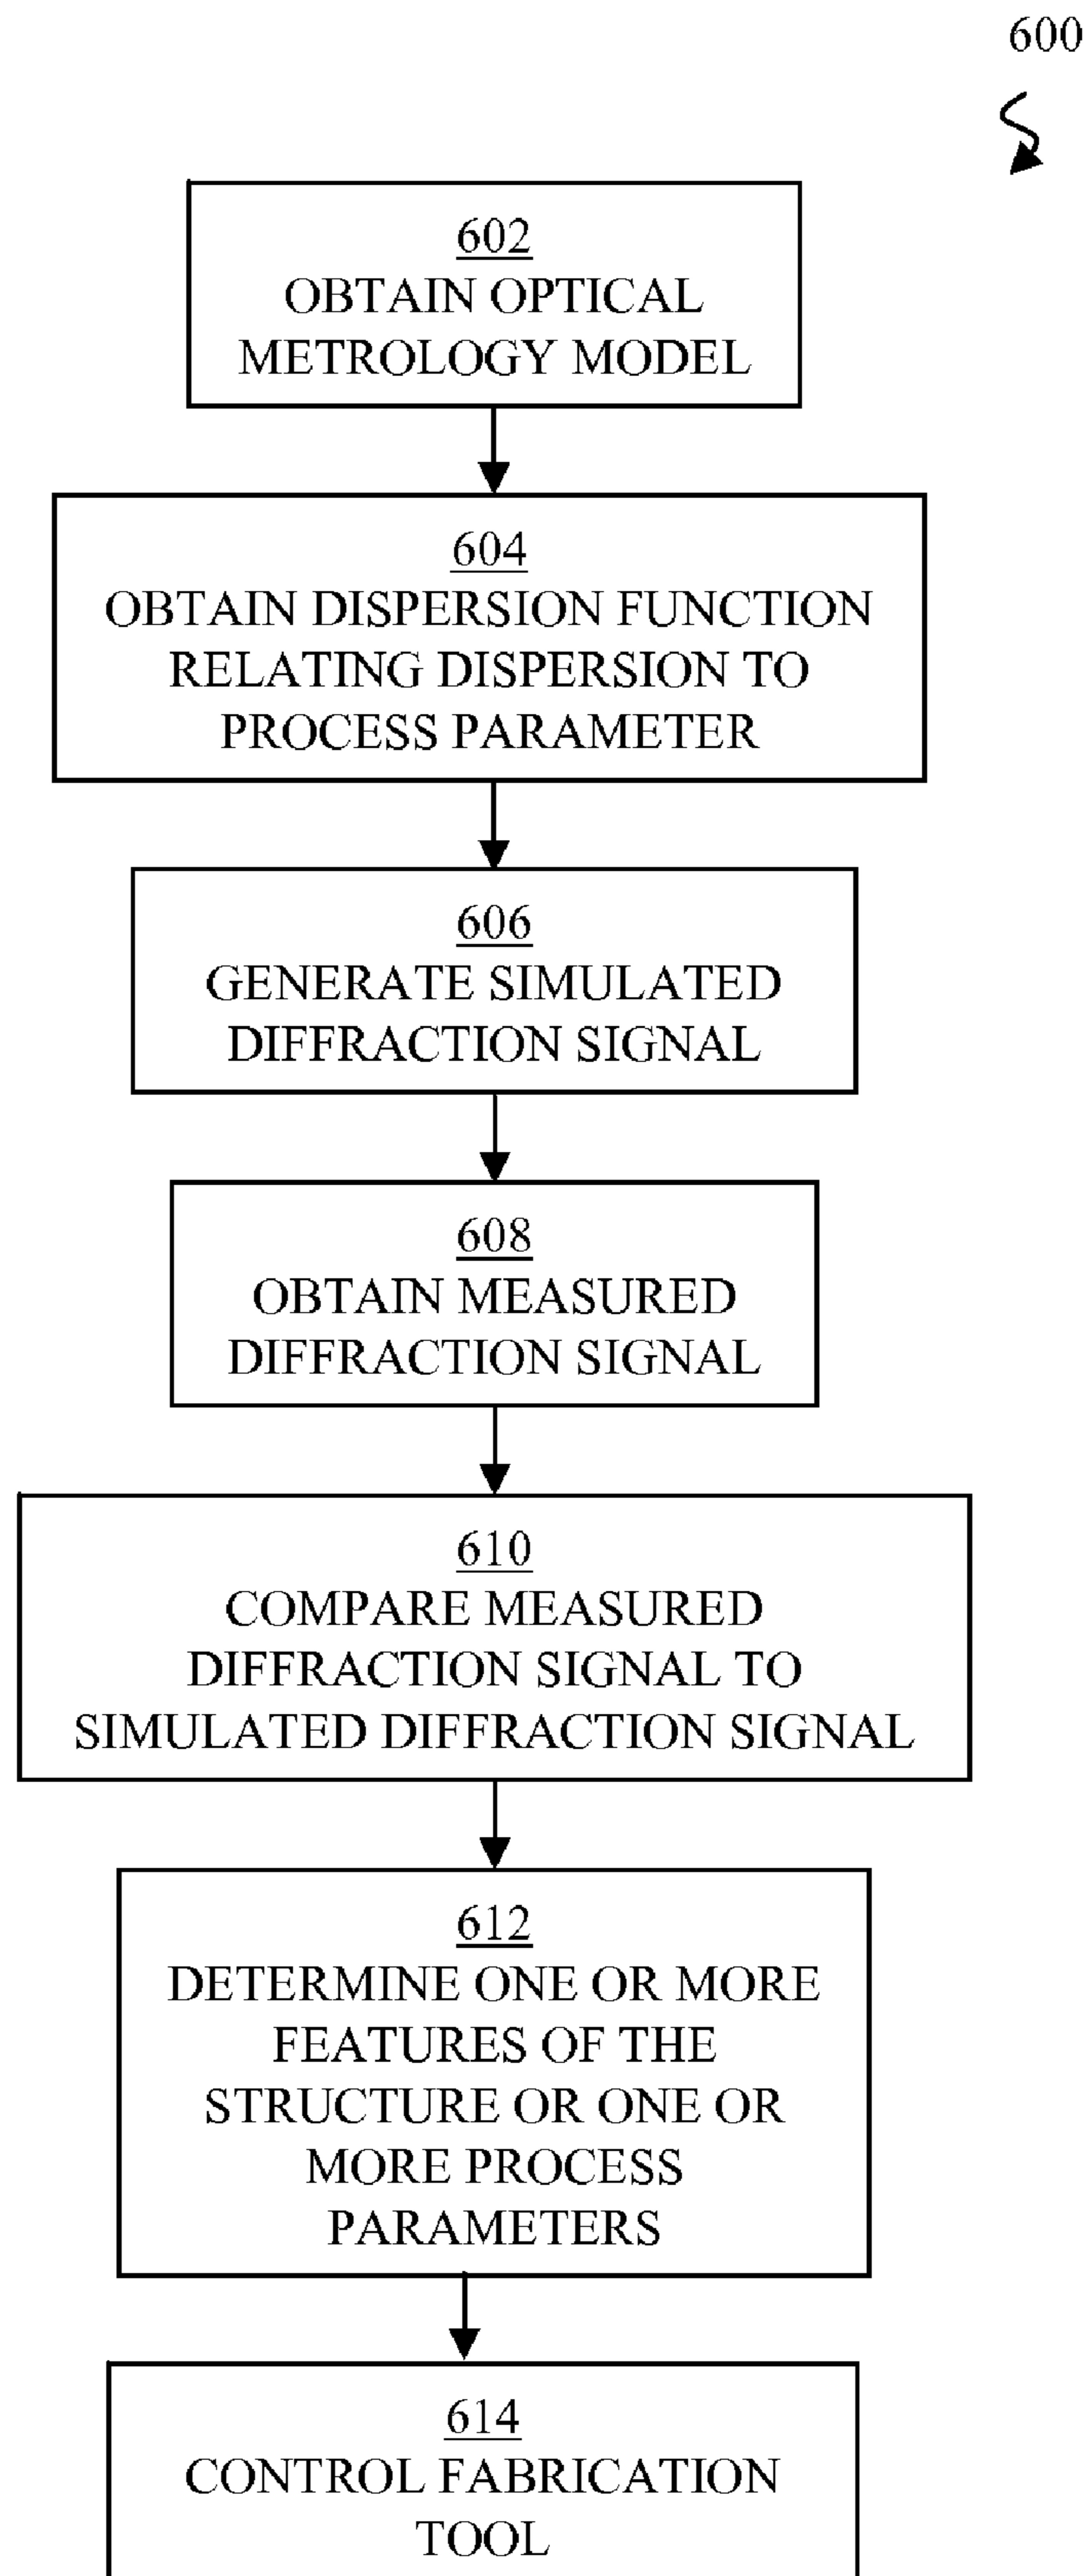 600
602
OBTAIN OPTICAL
METROLOGY MODEL
604
OBTAIN DISPERSION FUNCTION
RELATING DISPERSION TO
PROCESS PARAMETER
606
GENERATE SIMULATED
DIFFRACTION SIGNAL
608
OBTAIN MEASURED
DIFFRACTION SIGNAL
610
COMPARE MEASURED
DIFFRACTION SIGNAL TO
SIMULATED DIFFRACTION SIGNAL
612
DETERMINE ONE OR MORE
FEATURES OF THE
STRUCTURE OR ONE OR
MORE PROCESS
PARAMETERS
614
CONTROL FABRICATION
TOOL